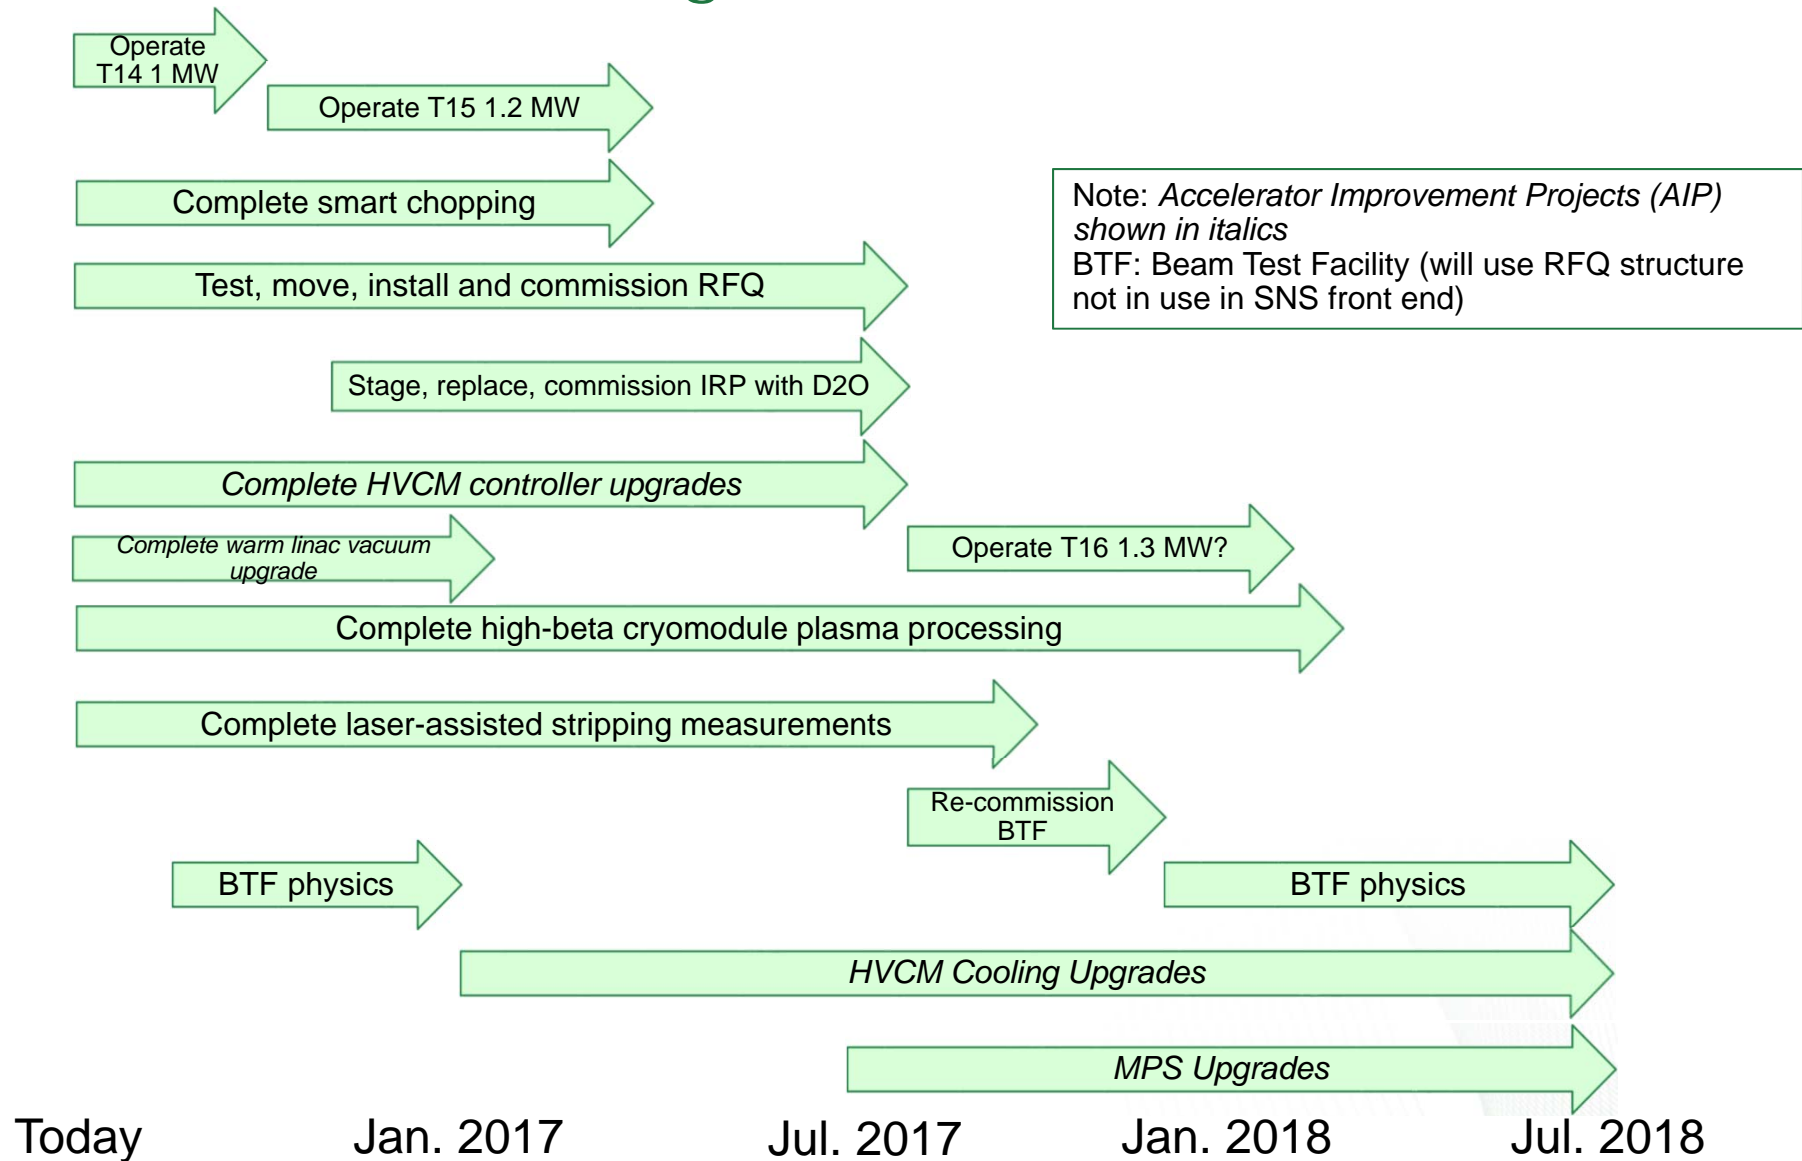 Operate
T14 1 MW
Operate T15 1.2 MW
Complete smart chopping
Note: Accelerator Improvement Projects (AIP)
shown in italics
BTF: Beam Test Facility (will use RFQ structure
not in use in SNS front end)
Test, move, install and commission RFQ
Stage, replace, commission IRP with D2O
Complete HVCM controller upgrades
Complete warm linac vacuum
upgrade
Operate T16 1.3 MW?
Complete high-beta cryomodule plasma processing
Complete laser-assisted stripping measurements
Re-commission
BTF
BTF physics
BTF physics
HVCM Cooling Upgrades
MPS Upgrades
Today
Jan. 2017
Jul. 2017
Jan. 2018
Jul. 2018